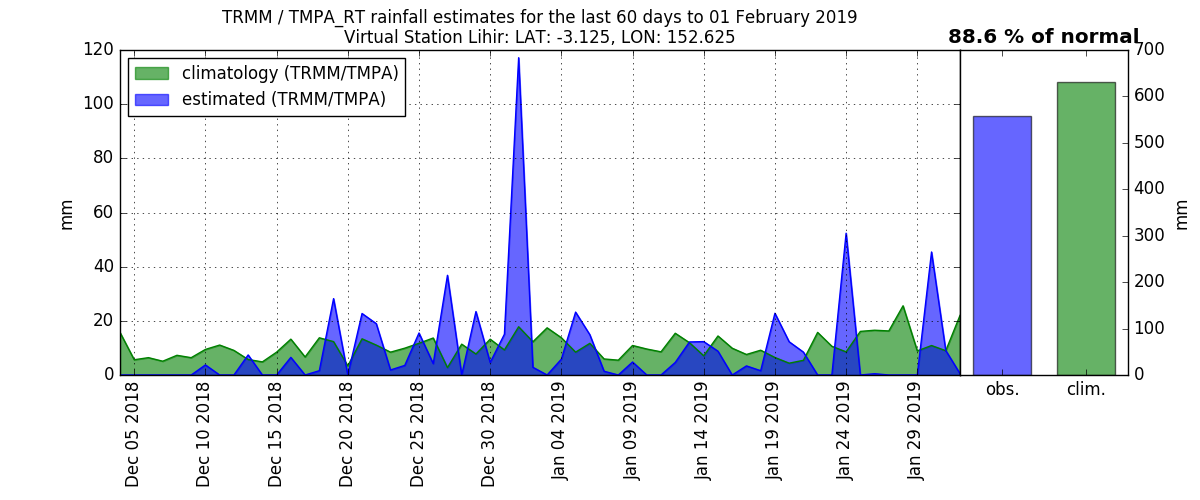 TRMM / TMPA_RT rainfall estimates for the last 60 days to 01 February 2019
Virtual Station Lihir: LAT: -3.125, LON: 152.625
88.6 % of normal
climatology (TRMM/TMPA)
estimated (TRMM/TMPA)
120
100
80
60
40
20
0
mm
700
600
500
400
300
200
100
0
mm
Dec 05 2018
Dec 10 2018
Dec 15 2018
Dec 20 2018
Dec 25 2018
Dec 30 2018
Jan 04 2019
Jan 09 2019
Jan 14 2019
Jan 19 2019
Jan 24 2019
Jan 29 2019
obs.
clim.